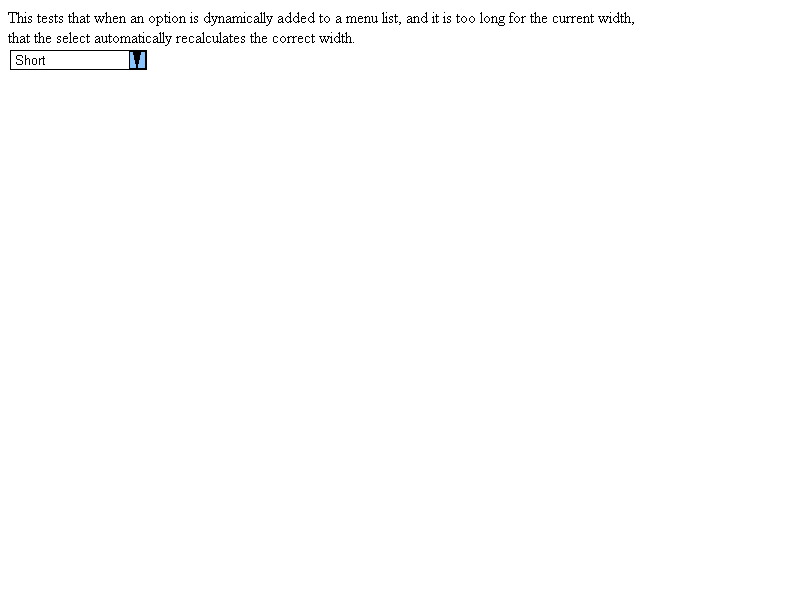 This tests that when an option is dynamically added to a menu list, and it is too long for the current width,
that the select automatically recalculates the correct width.
Short